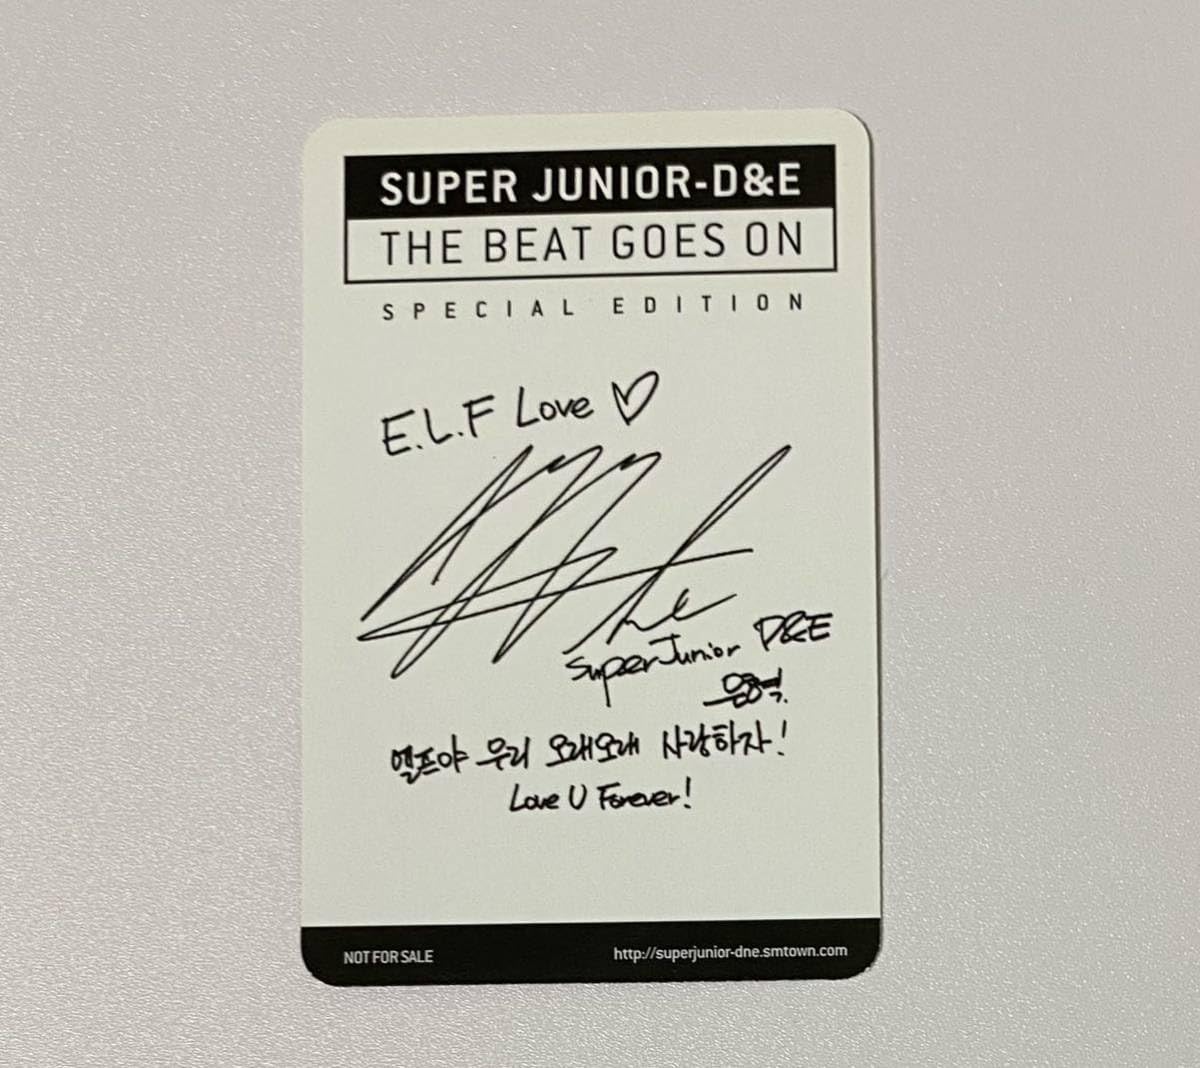 SUPER JUNIOR-D&E
THE BEAT GOES ON
SPECIAL EDITION
E.L.F Love ♡
SuperJunior D&E
은혁.
엘프야 우리 오래오래 사랑하자!
Love U Forever!
NOT FOR SALE
http://superjunior-dne.smtown.com